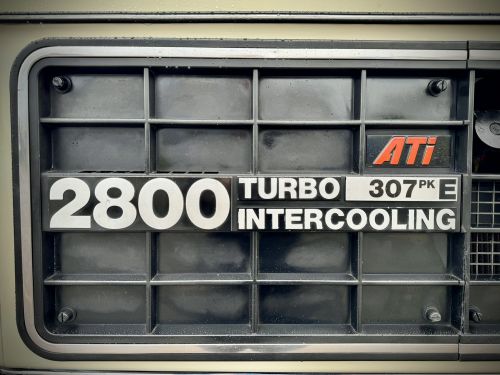 ATi
2800 TURBO 307PK E
INTERCOOLING